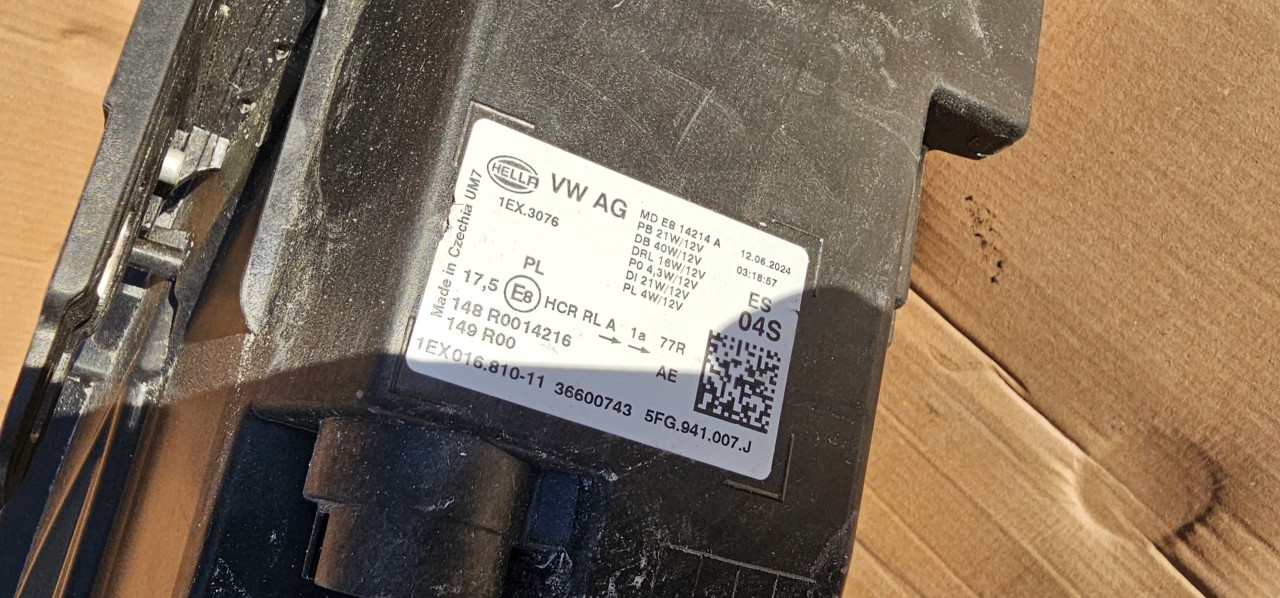 HELLA VW AG
1EX.3076
MD E8 14214 A
PB 21W/12V
DB 40W/12V
DRL 16W/12V
PO 4,3W/12V
DI 21W/12V
PL 4W/12V
12.06.2024
03:18:57
ES
04S
Made in Czechia UM7
PL
17,5 E8 HCR RL A 1a 77R
→ →
148 R0014216
149 R00
AE
1EX 016.810-11 36600743 5FG.941.007.J